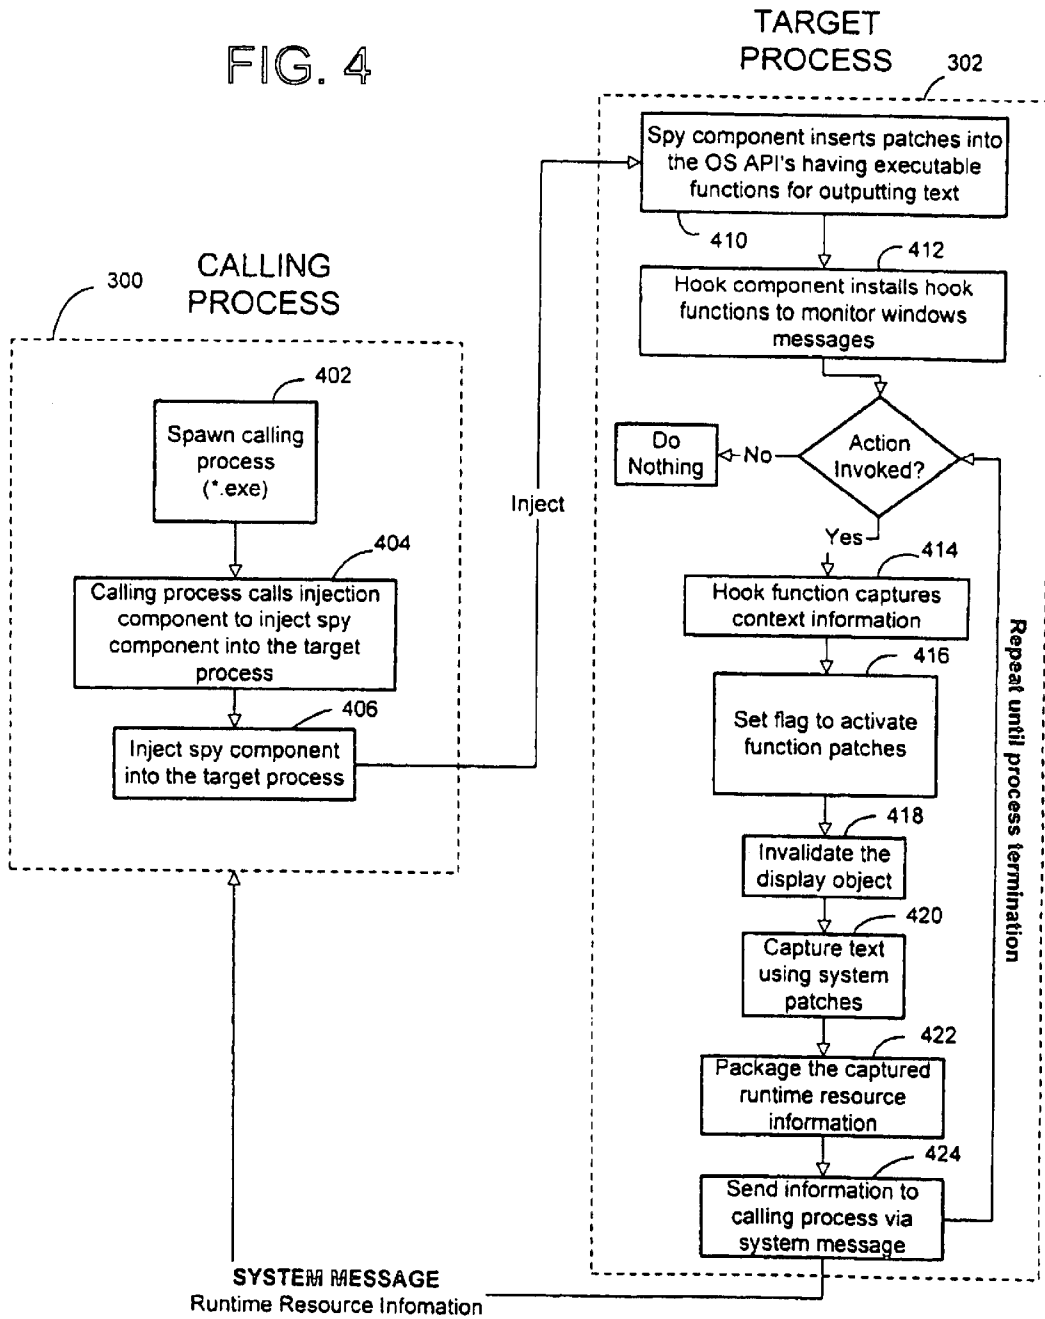 FIG. 4
TARGET
PROCESS
302
Spy component inserts patches into
the OS API's having executable
functions for outputting text
410
412
Hook component installs hook
functions to monitor windows
messages
CALLING
PROCESS
300
402
Spawn calling
process
(*.exe)
404
Calling process calls injection
component to inject spy
component into the target
process
406
Inject spy component
into the target process
Inject
Do
Nothing
No
Action
Invoked?
Yes
414
Hook function captures
context information
416
Set flag to activate
function patches
418
Invalidate the
display object
420
Capture text
using system
patches
422
Package the captured
runtime resource
information
424
Send information to
calling process via
system message
Repeat until process termination
SYSTEM MESSAGE
Runtime Resource Infomation